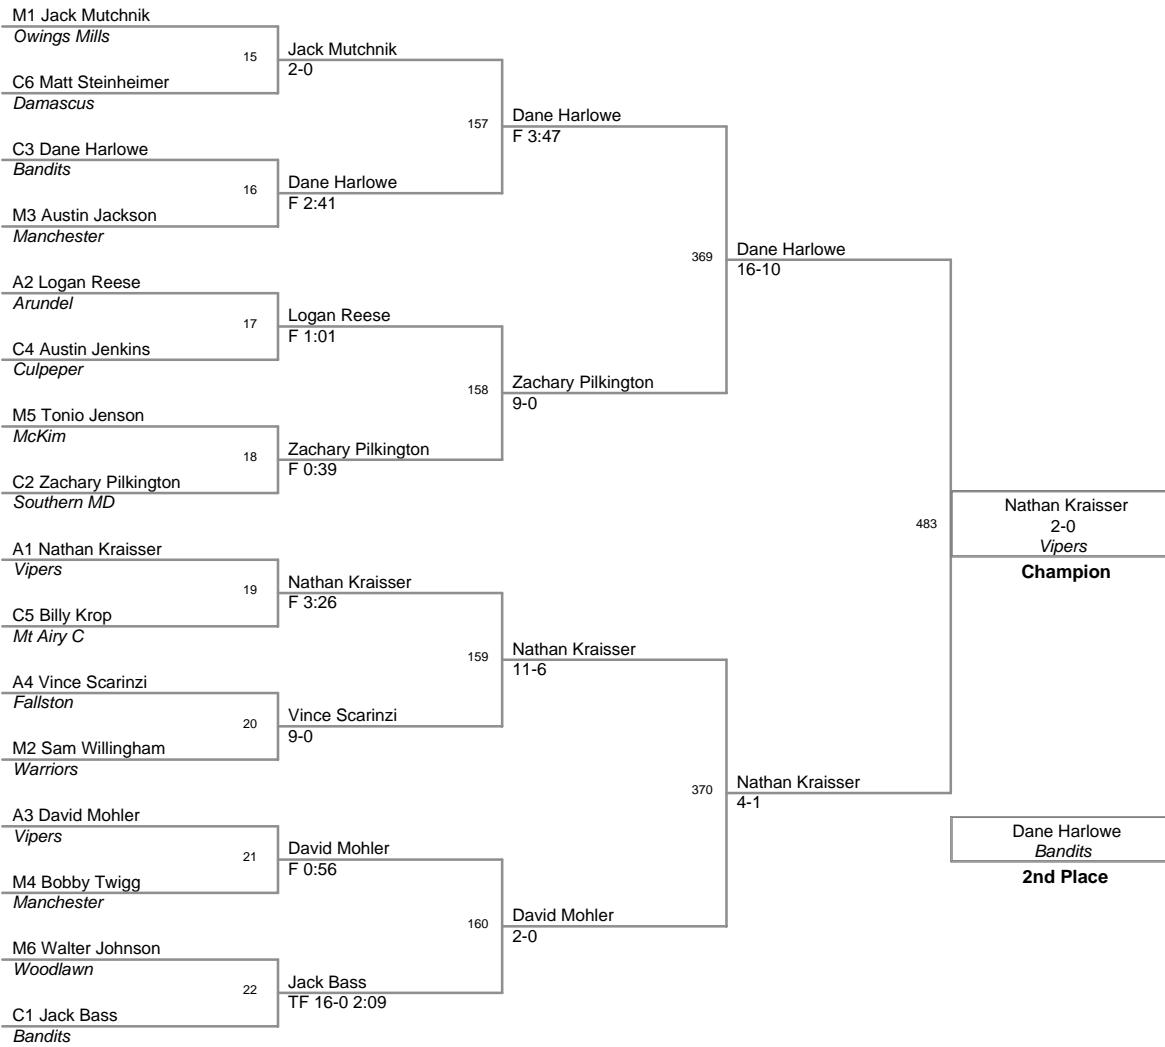 M1 Jack Mutchnik
Owings Mills
15
C6 Matt Steinheimer
Damascus
C3 Dane Harlowe
Bandits
16
M3 Austin Jackson
Manchester
A2 Logan Reese
Arundel
17
C4 Austin Jenkins
Culpeper
M5 Tonio Jenson
McKim
18
C2 Zachary Pilkington
Southern MD
A1 Nathan Kraisser
Vipers
19
C5 Billy Krop
Mt Airy C
A4 Vince Scarinzi
Fallston
20
M2 Sam Willingham
Warriors
A3 David Mohler
Vipers
21
M4 Bobby Twigg
Manchester
M6 Walter Johnson
Woodlawn
22
C1 Jack Bass
Bandits
Jack Mutchnik
2-0
157
Dane Harlowe
F 2:41
Logan Reese
F 1:01
158
Zachary Pilkington
F 0:39
Nathan Kraisser
F 3:26
159
Vince Scarinzi
9-0
David Mohler
F 0:56
160
Jack Bass
TF 16-0 2:09
Dane Harlowe
F 3:47
369
Zachary Pilkington
9-0
Nathan Kraisser
11-6
370
David Mohler
2-0
Dane Harlowe
16-10
483
Nathan Kraisser
4-1
Nathan Kraisser
2-0
Vipers
Champion
Dane Harlowe
Bandits
2nd Place